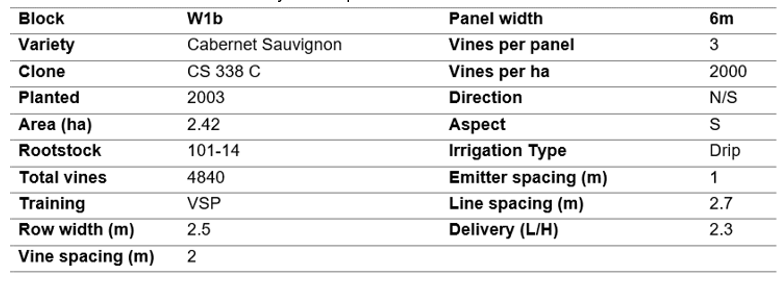 Block W1b Panel width 6m
Variety Cabernet Sauvignon Vines per panel 3
Clone CS 338 C Vines per ha 2000
Planted 2003 Direction N/S
Area (ha) 2.42 Aspect S
Rootstock 101-14 Irrigation Type Drip
Total vines 4840 Emitter spacing (m) 1
Training VSP Line spacing (m) 2.7
Row width (m) 2.5 Delivery (L/H) 2.3
Vine spacing (m) 2